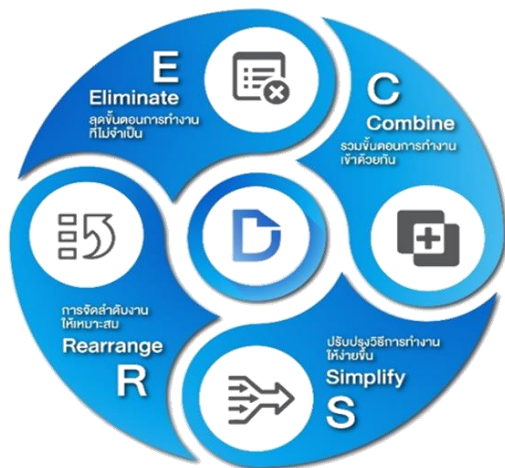 E
Eliminate
ลดขั้นตอนการทำงาน
ที่ไม่จำเป็น
C
Combine
รวมขั้นตอนการทำงาน
เข้าด้วยกัน
การจัดลำดับงาน
ให้เหมาะสม
Rearrange
R
ปรับปรุงวิธีการทำงาน
ให้ง่ายขึ้น
Simplify
S